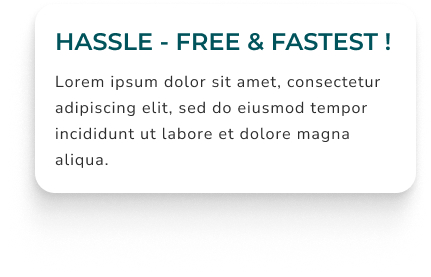 HASSLE - FREE & FASTEST !
Lorem ipsum dolor sit amet, consectetur
adipiscing elit, sed do eiusmod tempor
incididunt ut labore et dolore magna
aliqua.